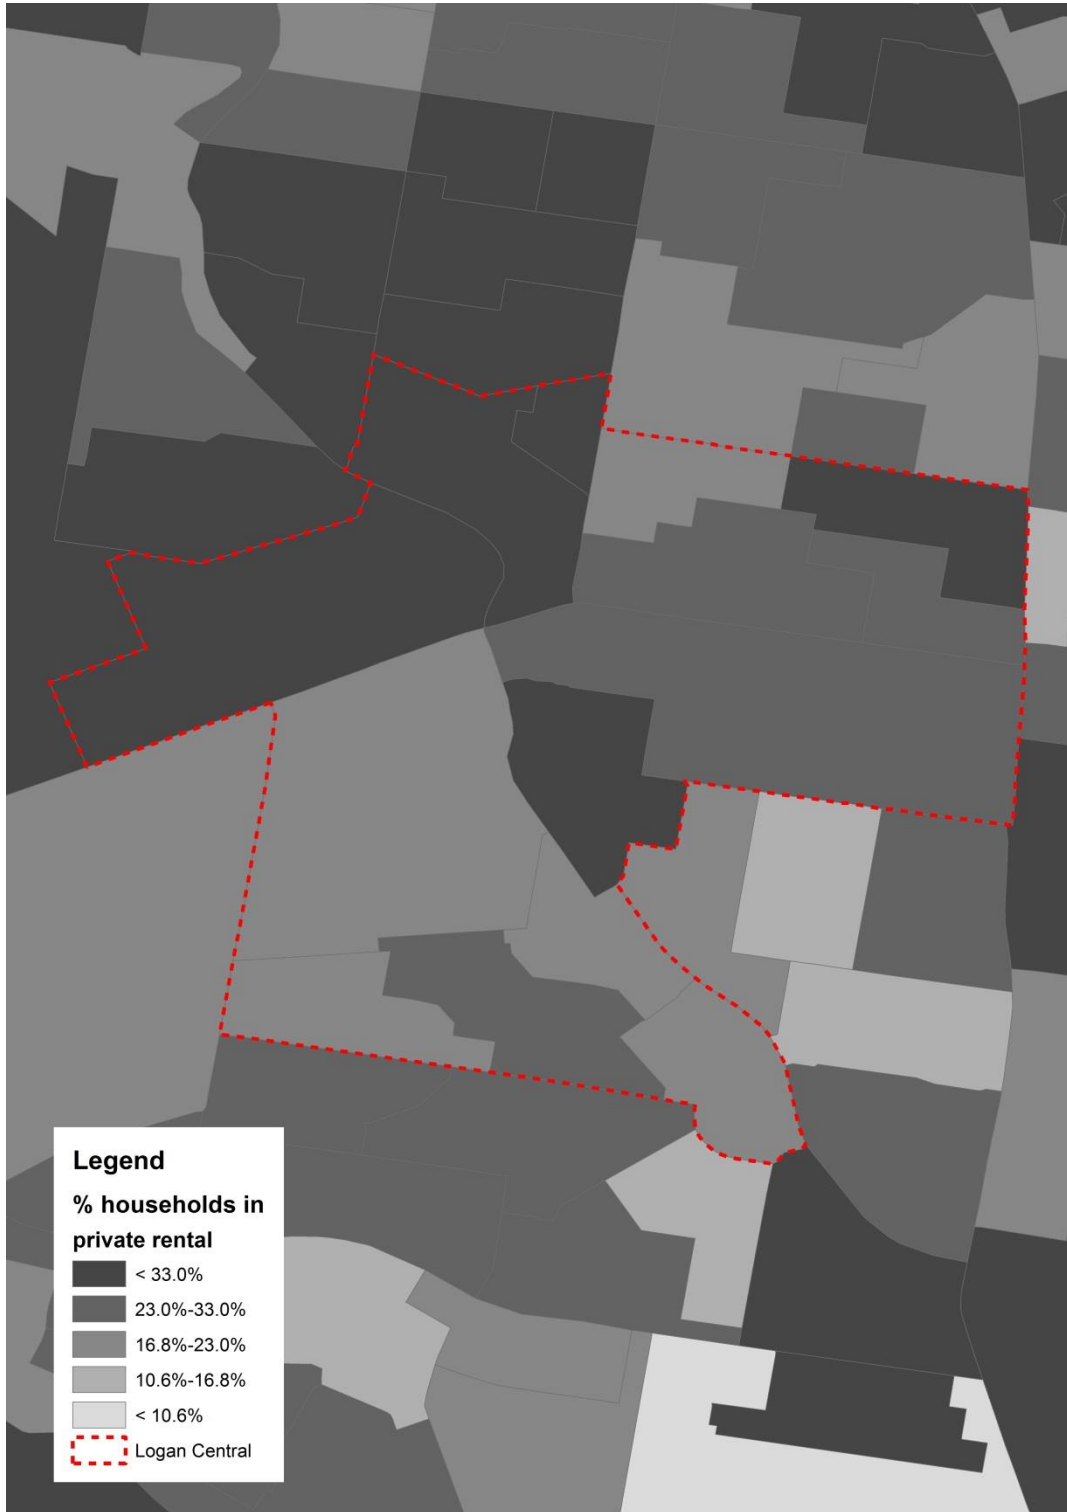 Legend
% households in
private rental
< 33.0%
23.0%-33.0%
16.8%-23.0%
10.6%-16.8%
< 10.6%
Logan Central